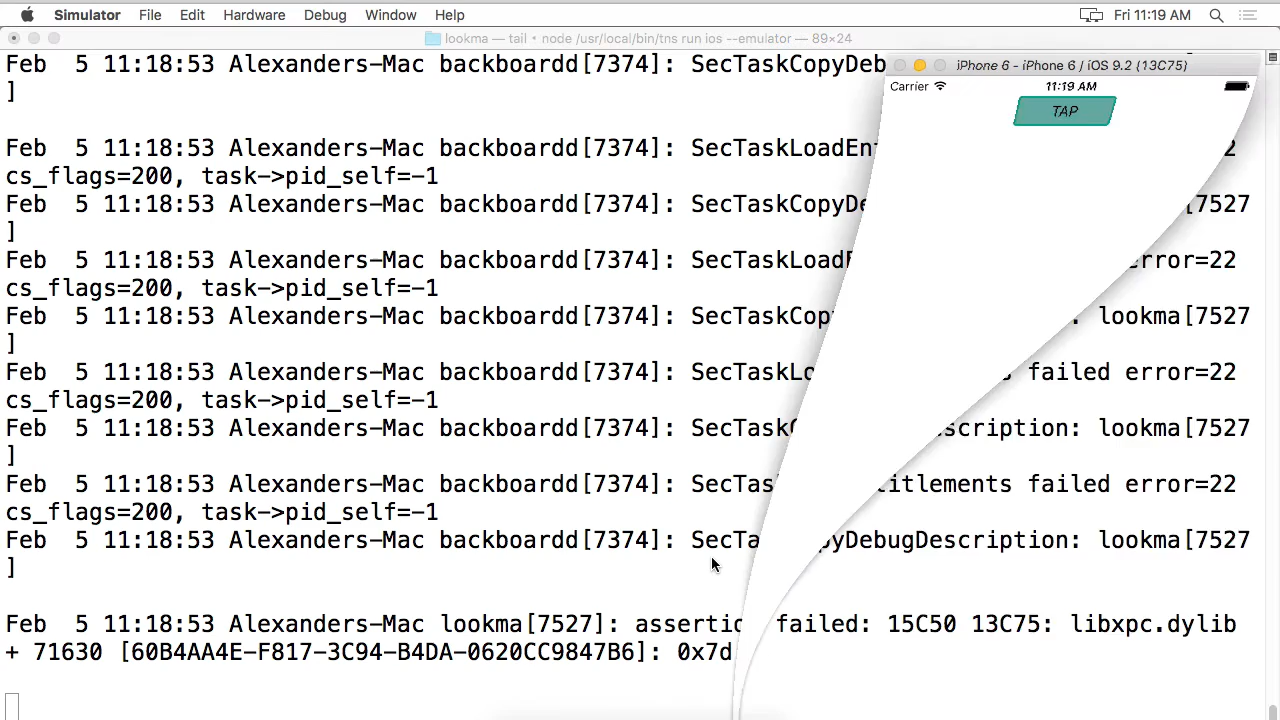 Simulator File Edit Hardware Debug Window Help Fri 11:19 AM
lookma — tail • node /usr/local/bin/tns run ios --emulator — 89×24
Feb  5 11:18:53 Alexanders-Mac backboardd[7374]: SecTaskCopyDeb
]
iPhone 6 - iPhone 6 / iOS 9.2 (13C75)
Carrier 11:19 AM
TAP
Feb  5 11:18:53 Alexanders-Mac backboardd[7374]: SecTaskLoadEn 2
cs_flags=200, task->pid_self=-1
Feb  5 11:18:53 Alexanders-Mac backboardd[7374]: SecTaskCopyDe [7527
]
Feb  5 11:18:53 Alexanders-Mac backboardd[7374]: SecTaskLoad error=22
cs_flags=200, task->pid_self=-1
Feb  5 11:18:53 Alexanders-Mac backboardd[7374]: SecTaskCop : lookma[7527
]
Feb  5 11:18:53 Alexanders-Mac backboardd[7374]: SecTaskLo s failed error=22
cs_flags=200, task->pid_self=-1
Feb  5 11:18:53 Alexanders-Mac backboardd[7374]: SecTask scription: lookma[7527
]
Feb  5 11:18:53 Alexanders-Mac backboardd[7374]: SecTas titlements failed error=22
cs_flags=200, task->pid_self=-1
Feb  5 11:18:53 Alexanders-Mac backboardd[7374]: SecTa pyDebugDescription: lookma[7527
]
Feb  5 11:18:53 Alexanders-Mac lookma[7527]: assertio failed: 15C50 13C75: libxpc.dylib
+ 71630 [60B4AA4E-F817-3C94-B4DA-0620CC9847B6]: 0x7d